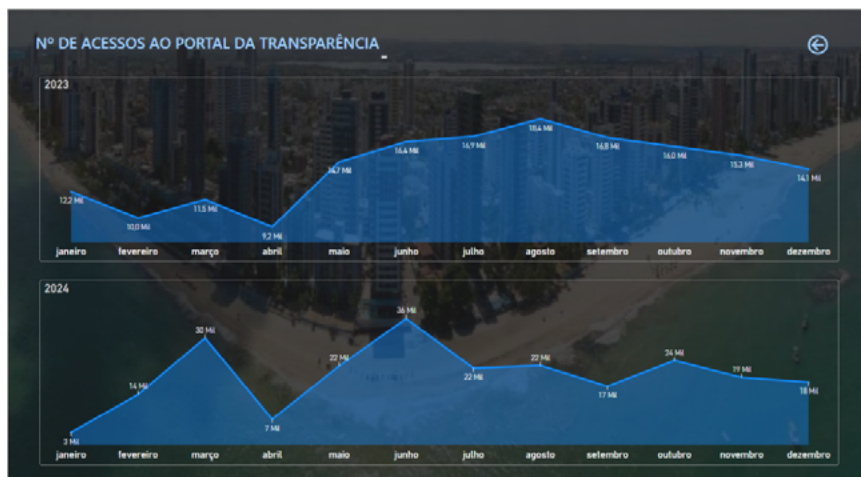 Nº DE ACESSOS AO PORTAL DA TRANSPARÊNCIA
2023
12,2 Mil
10,0 Mil
11,5 Mil
9,2 Mil
14,7 Mil
16,4 Mil
16,9 Mil
18,4 Mil
16,8 Mil
16,0 Mil
15,3 Mil
14,1 Mil
janeiro fevereiro março abril maio junho julho agosto setembro outubro novembro dezembro
2024
3 Mil
14 Mil
30 Mil
7 Mil
22 Mil
36 Mil
22 Mil
22 Mil
17 Mil
24 Mil
19 Mil
18 Mil
janeiro fevereiro março abril maio junho julho agosto setembro outubro novembro dezembro